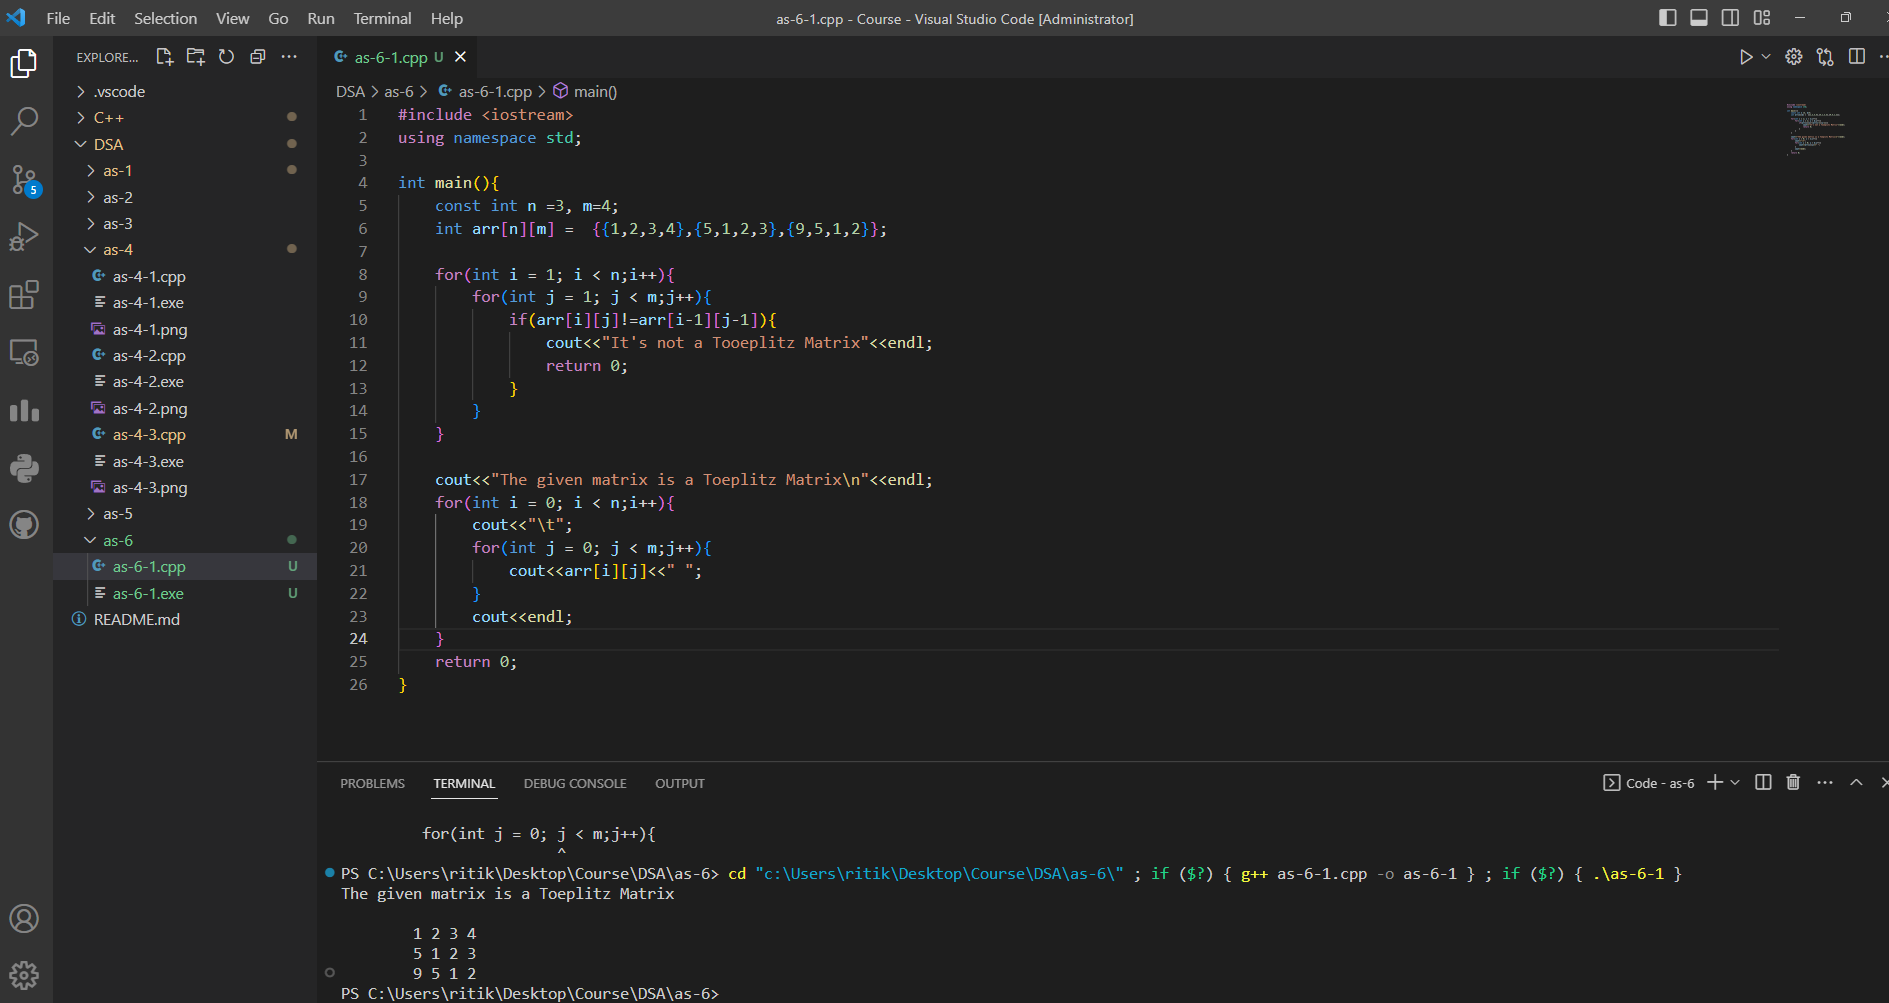 File Edit Selection View Go Run Terminal Help
as-6-1.cpp - Course - Visual Studio Code [Administrator]
EXPLORE...
.vscode
C++
DSA
as-1
as-2
as-3
as-4
as-4-1.cpp
as-4-1.exe
as-4-1.png
as-4-2.cpp
as-4-2.exe
as-4-2.png
as-4-3.cpp M
as-4-3.exe
as-4-3.png
as-5
as-6
as-6-1.cpp U
as-6-1.exe U
README.md
5
as-6-1.cpp U
DSA > as-6 > as-6-1.cpp > main()
1 #include <iostream>
2 using namespace std;
3
4 int main(){
5 const int n =3, m=4;
6 int arr[n][m] =  {{1,2,3,4},{5,1,2,3},{9,5,1,2}};
7
8 for(int i = 1; i < n;i++){
9 for(int j = 1; j < m;j++){
10 if(arr[i][j]!=arr[i-1][j-1]){
11 cout<<"It's not a Tooeplitz Matrix"<<endl;
12 return 0;
13 }
14 }
15 }
16
17 cout<<"The given matrix is a Toeplitz Matrix\n"<<endl;
18 for(int i = 0; i < n;i++){
19 cout<<"\t";
20 for(int j = 0; j < m;j++){
21 cout<<arr[i][j]<<" ";
22 }
23 cout<<endl;
24 }
25 return 0;
26 }
PROBLEMS TERMINAL DEBUG CONSOLE OUTPUT
Code - as-6
for(int j = 0; j < m;j++){
^
PS C:\Users\ritik\Desktop\Course\DSA\as-6> cd "c:\Users\ritik\Desktop\Course\DSA\as-6\" ; if ($?) { g++ as-6-1.cpp -o as-6-1 } ; if ($?) { .\as-6-1 }
The given matrix is a Toeplitz Matrix
1 2 3 4
5 1 2 3
9 5 1 2
PS C:\Users\ritik\Desktop\Course\DSA\as-6>